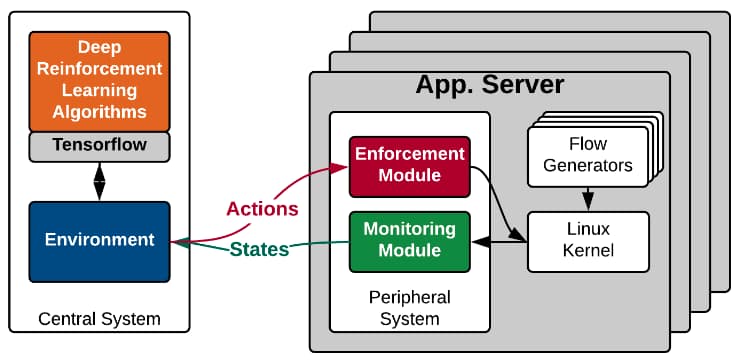 Deep
Reinforcement
Learning
Algorithms
Tensorflow
Environment
Central System
Actions
States
App. Server
Enforcement
Module
Monitoring
Module
Peripheral
System
Flow
Generators
Linux
Kernel